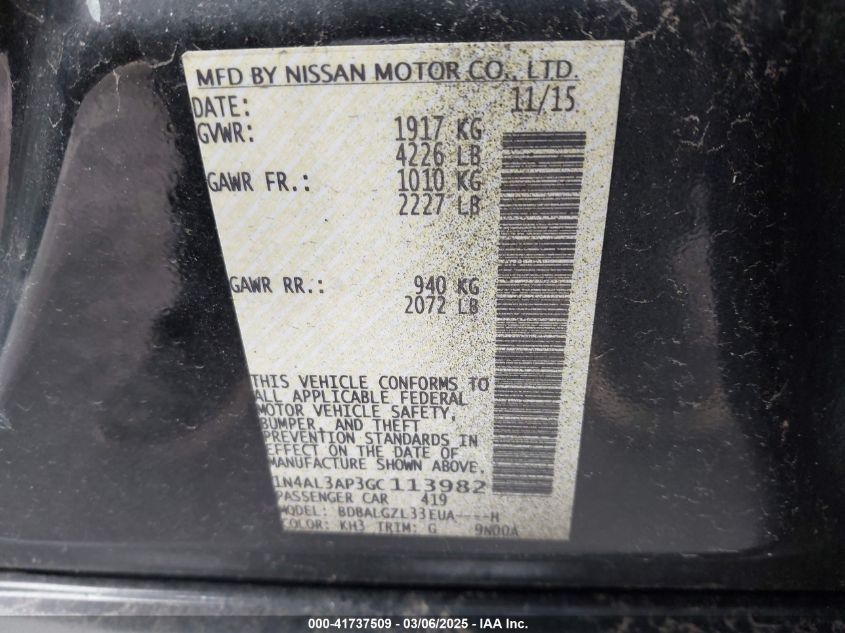 MFD BY NISSAN MOTOR CO., LTD.
DATE: 11/15
GVWR: 1917 KG
4226 LB
GAWR FR.: 1010 KG
2227 LB
GAWR RR.: 940 KG
2072 LB
THIS VEHICLE CONFORMS TO
ALL APPLICABLE FEDERAL
MOTOR VEHICLE SAFETY,
BUMPER, AND THEFT
PREVENTION STANDARDS IN
EFFECT ON THE DATE OF
MANUFACTURE SHOWN ABOVE.
1N4AL3AP3GC113982
PASSENGER CAR 419
MODEL: BDBALGZL33EUA----H
COLOR: KH3 TRIM: G 9N00A
000-41737509 - 03/06/2025 - IAA Inc.